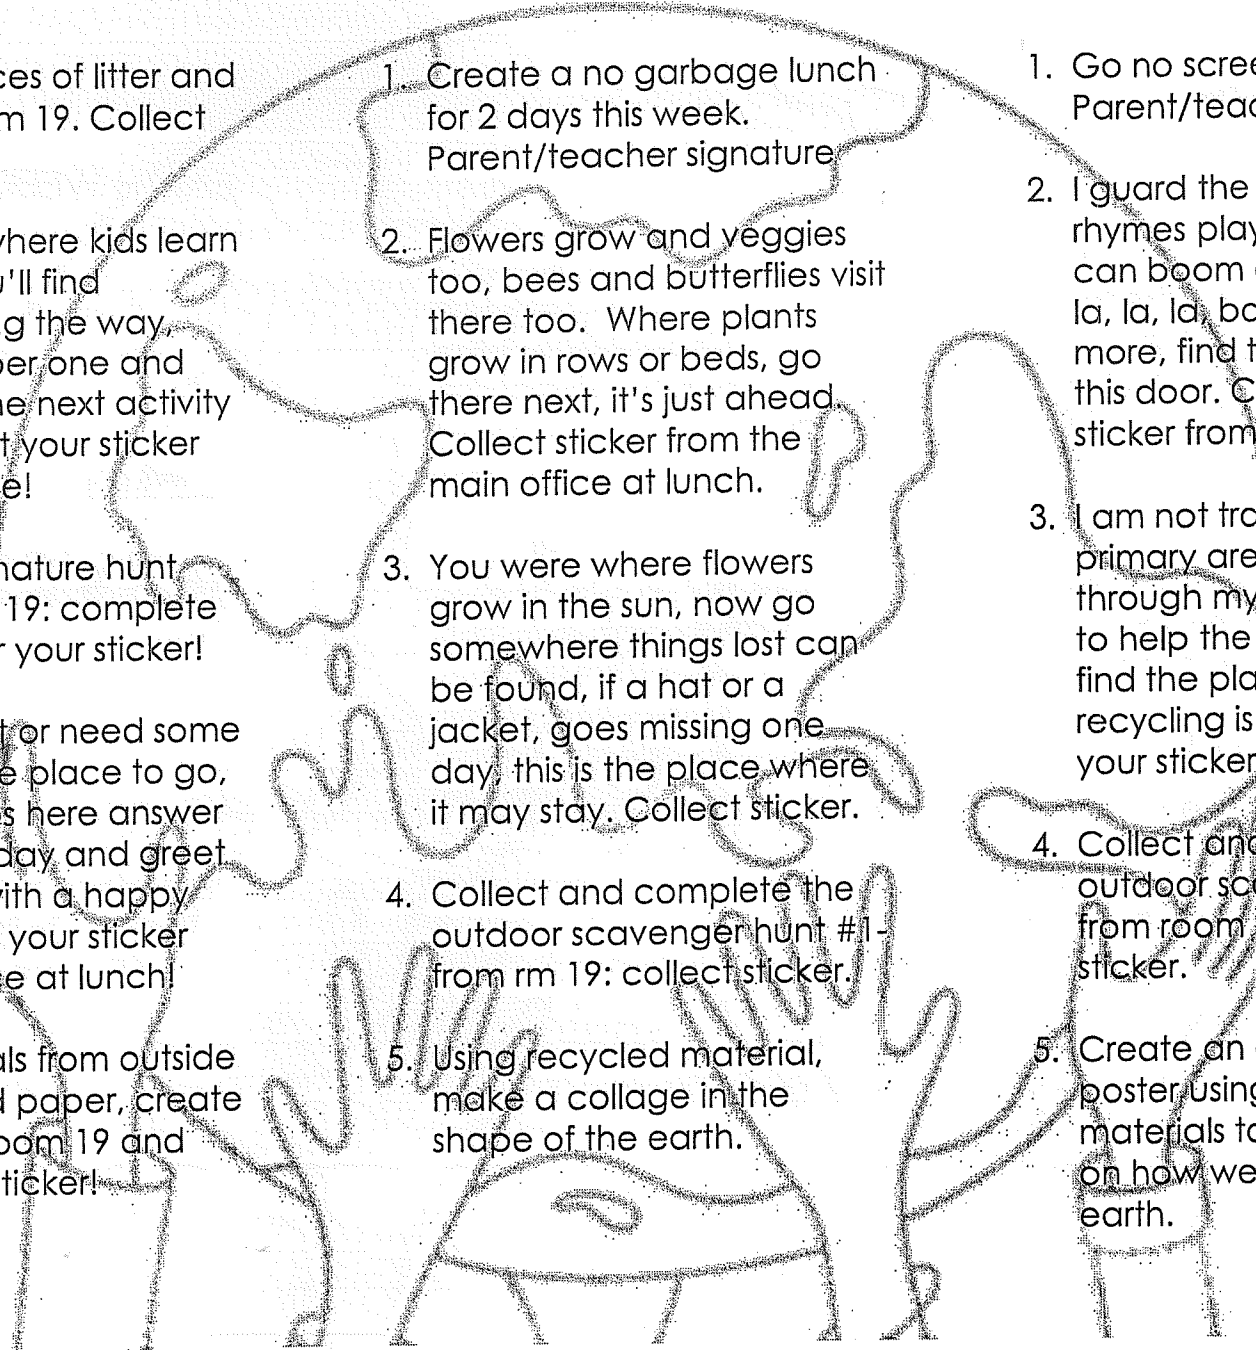 ces of litter and
m 19. Collect
where kids learn
u'll find
g the way,
per one and
ne next activity
t your sticker
e!
nature hunt
19: complete
r your sticker!
t or need some
e place to go,
s here answer
day and greet
with a happy
your sticker
e at lunch!
als from outside
d paper, create
oom 19 and
ticker!
1. Create a no garbage lunch
for 2 days this week.
Parent/teacher signature
2. Flowers grow and veggies
too, bees and butterflies visit
there too. Where plants
grow in rows or beds, go
there next, it's just ahead.
Collect sticker from the
main office at lunch.
3. You were where flowers
grow in the sun, now go
somewhere things lost can
be found, if a hat or a
jacket, goes missing one
day, this is the place where
it may stay. Collect sticker.
4. Collect and complete the
outdoor scavenger hunt #1-
from rm 19: collect sticker.
5. Using recycled material,
make a collage in the
shape of the earth.
1. Go no scree
Parent/teac
2. I guard the
rhymes play
can boom
la, la, la, ba
more, find t
this door. C
sticker from
3. I am not tra
primary are
through my
to help the
find the pla
recycling is
your sticker
4. Collect and
outdoor sca
from room
sticker.
5. Create an
poster using
materials to
on how we
earth.